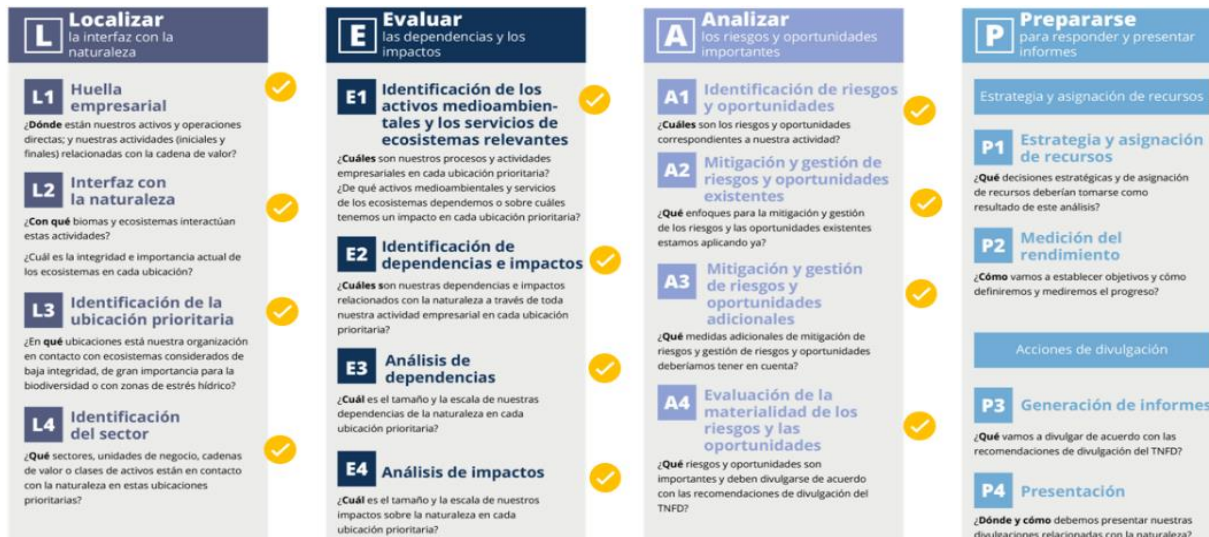 L
Localizar
la interfaz con la
naturaleza
L1
Huella
empresarial
¿Dónde están nuestros activos y operaciones
directas; y nuestras actividades (iniciales y
finales) relacionadas con la cadena de valor?
L2
Interfaz con
la naturaleza
¿Con qué biomas y ecosistemas interactúan
estas actividades?
¿Cuál es la integridad e importancia actual de
los ecosistemas en cada ubicación?
L3
Identificación de la
ubicación prioritaria
¿En qué ubicaciones está nuestra organización
en contacto con ecosistemas considerados de
baja integridad, de gran importancia para la
biodiversidad o con zonas de estrés hídrico?
L4
Identificación
del sector
¿Qué sectores, unidades de negocio, cadenas
de valor o clases de activos están en contacto
con la naturaleza en estas ubicaciones
prioritarias?
E
Evaluar
las dependencias y los
impactos
E1
Identificación de los
activos medioambien-
tales y los servicios de
ecosistemas relevantes
¿Cuáles son nuestros procesos y actividades
empresariales en cada ubicación prioritaria?
¿De qué activos medioambientales y servicios
de los ecosistemas dependemos o sobre cuáles
tenemos un impacto en cada ubicación prioritaria?
E2
Identificación de
dependencias e impactos
¿Cuáles son nuestras dependencias e impactos
relacionados con la naturaleza a través de toda
nuestra actividad empresarial en cada ubicación
prioritaria?
E3
Análisis de
dependencias
¿Cuál es el tamaño y la escala de nuestras
dependencias de la naturaleza en cada
ubicación prioritaria?
E4
Análisis de impactos
¿Cuál es el tamaño y la escala de nuestros
impactos sobre la naturaleza en cada
ubicación prioritaria?
A
Analizar
los riesgos y oportunidades
importantes
A1
Identificación de riesgos
y oportunidades
¿Cuáles son los riesgos y oportunidades
correspondientes a nuestra actividad?
A2
Mitigación y gestión de
riesgos y oportunidades
existentes
¿Qué enfoques para la mitigación y gestión
de los riesgos y las oportunidades existentes
estamos aplicando ya?
A3
Mitigación y gestión
de riesgos y
oportunidades
adicionales
¿Qué medidas adicionales de mitigación de
riesgos y gestión de riesgos y oportunidades
deberíamos tener en cuenta?
A4
Evaluación de la
materialidad de los
riesgos y las
oportunidades
¿Qué riesgos y oportunidades son
importantes y deben divulgarse de acuerdo
con las recomendaciones de divulgación del
TNFD?
P
Prepararse
para responder y presentar
informes
Estrategia y asignación de recursos
P1
Estrategia y asignación
de recursos
¿Qué decisiones estratégicas y de asignación
de recursos deberían tomarse como
resultado de este análisis?
P2
Medición del
rendimiento
¿Cómo vamos a establecer objetivos y cómo
definiremos y mediremos el progreso?
Acciones de divulgación
P3
Generación de informes
¿Qué vamos a divulgar de acuerdo con las
recomendaciones de divulgación del TNFD?
P4
Presentación
¿Dónde y cómo debemos presentar nuestras
divulgaciones relacionadas con la naturaleza?